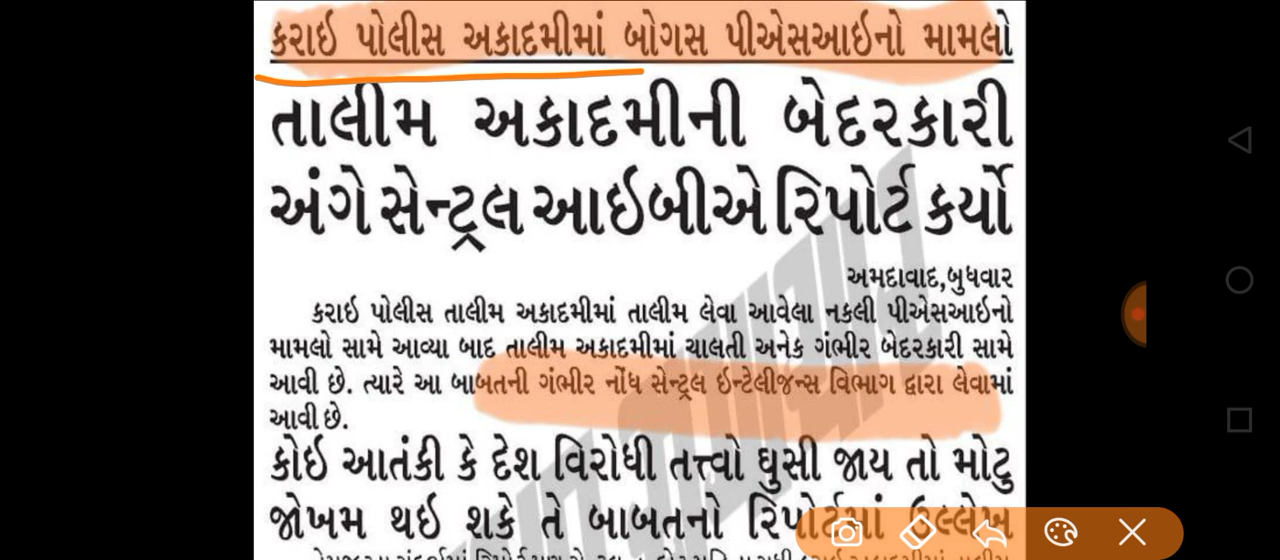 કરાઇ પોલીસ અકાદમીમાં બોગસ પીએસઆઇનો મામલો
તાલીમ અકાદમીની બેદરકારી
અંગે સેન્ટ્રલ આઇબીએ રિપોર્ટ કર્યો
અમદાવાદ,બુધવાર
કરાઇ પોલીસ તાલીમ અકાદમીમાં તાલીમ લેવા આવેલા નકલી પીએસઆઇનો
મામલો સામે આવ્યા બાદ તાલીમ અકાદમીમાં ચાલતી અનેક ગંભીર બેદરકારી સામે
આવી છે. ત્યારે આ બાબતની ગંભીર નોંધ સેન્ટ્રલ ઇન્ટેલીજન્સ વિભાગ દ્વારા લેવામાં
આવી છે.
કોઇ આતંકી કે દેશ વિરોધી તત્ત્વો ઘુસી જાય તો મોટુ
જોખમ થઇ શકે તે બાબતનો રિપોર્ટમાં ઉલ્લેખ